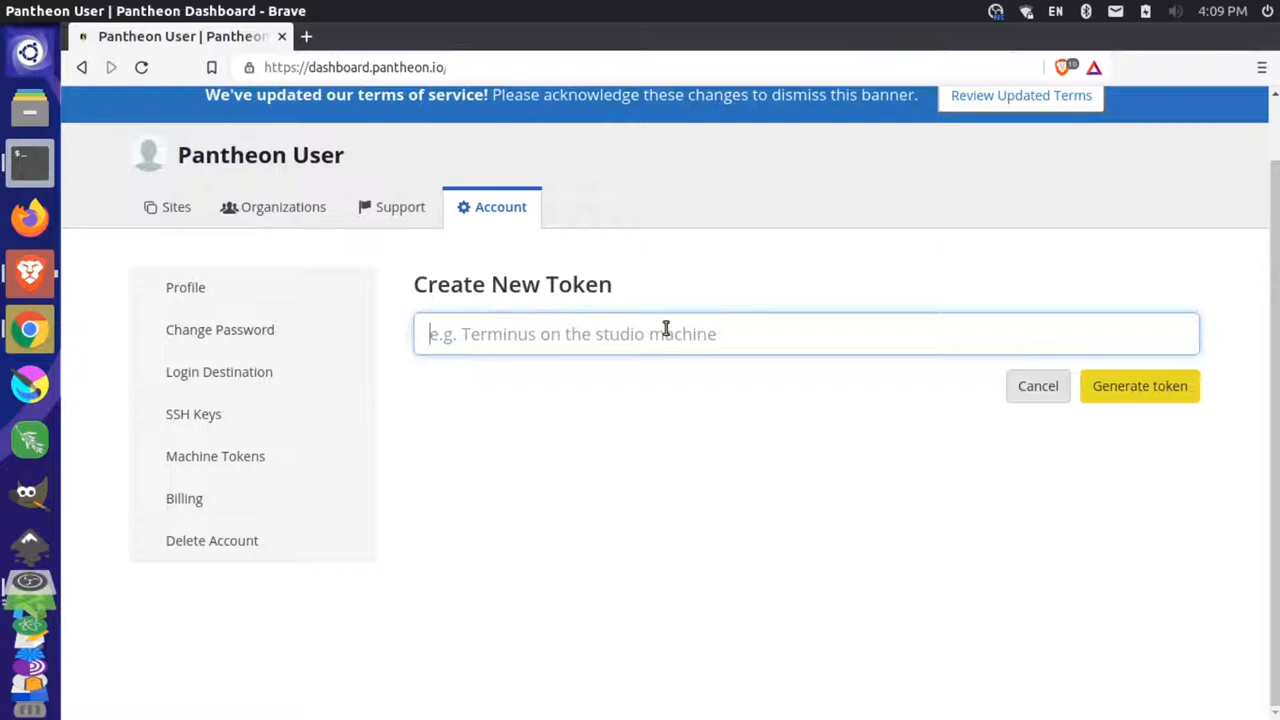 Pantheon User | Pantheon Dashboard - Brave
EN
4:09 PM
Pantheon User | Pantheon
https://dashboard.pantheon.io/
10
We've updated our terms of service! Please acknowledge these changes to dismiss this banner.
Review Updated Terms
Pantheon User
Sites
Organizations
Support
Account
Profile
Change Password
Login Destination
SSH Keys
Machine Tokens
Billing
Delete Account
Create New Token
e.g. Terminus on the studio machine
Cancel
Generate token